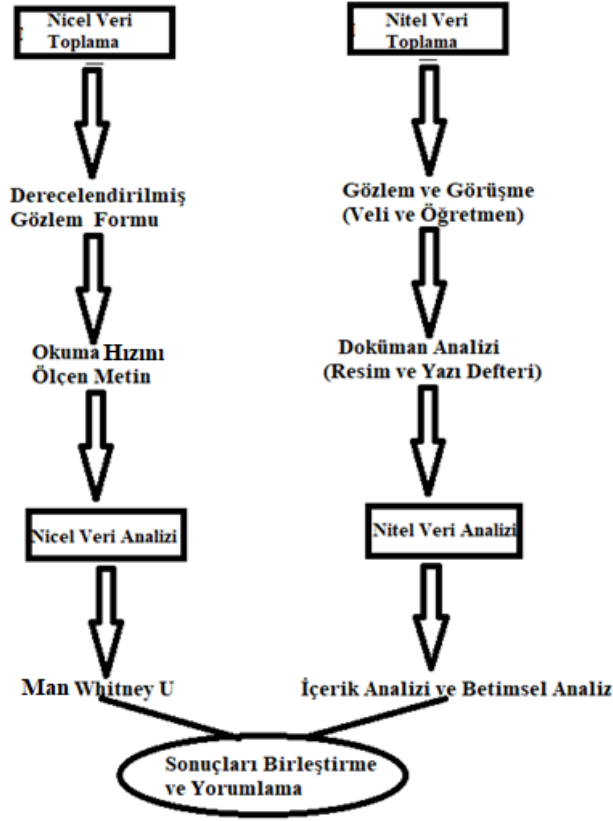 Nicel Veri
Toplama
Derecelendirilmiş
Gözlem Formu
Okuma Hızını
Ölçen Metin
Nicel Veri Analizi
Man Whitney U
Nitel Veri
Toplama
Gözlem ve Görüşme
(Veli ve Öğretmen)
Doküman Analizi
(Resim ve Yazı Defteri)
Nitel Veri Analizi
İçerik Analizi ve Betimsel Analiz
Sonuçları Birleştirme
ve Yorumlama